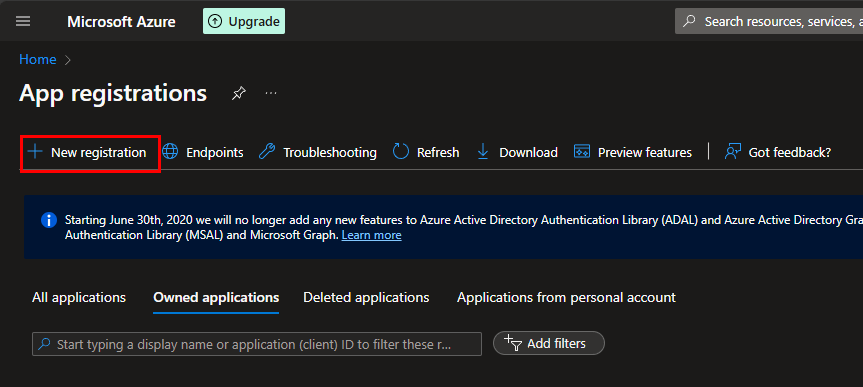 Microsoft Azure
Upgrade
Search resources, services, a
Home
App registrations
...
New registration
Endpoints
Troubleshooting
Refresh
Download
Preview features
Got feedback?
Starting June 30th, 2020 we will no longer add any new features to Azure Active Directory Authentication Library (ADAL) and Azure Active Directory Gra
Authentication Library (MSAL) and Microsoft Graph. Learn more
All applications
Owned applications
Deleted applications
Applications from personal account
Start typing a display name or application (client) ID to filter these r...
Add filters